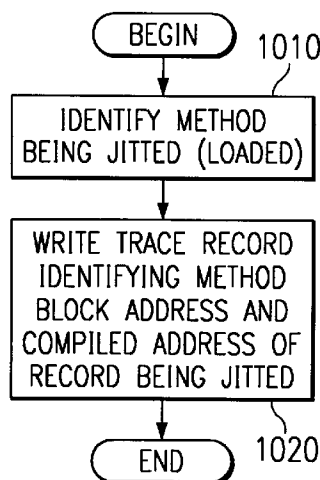 BEGIN
1010
IDENTIFY METHOD
BEING JITTED (LOADED)
WRITE TRACE RECORD
IDENTIFYING METHOD
BLOCK ADDRESS AND
COMPILED ADDRESS OF
RECORD BEING JITTED
1020
END